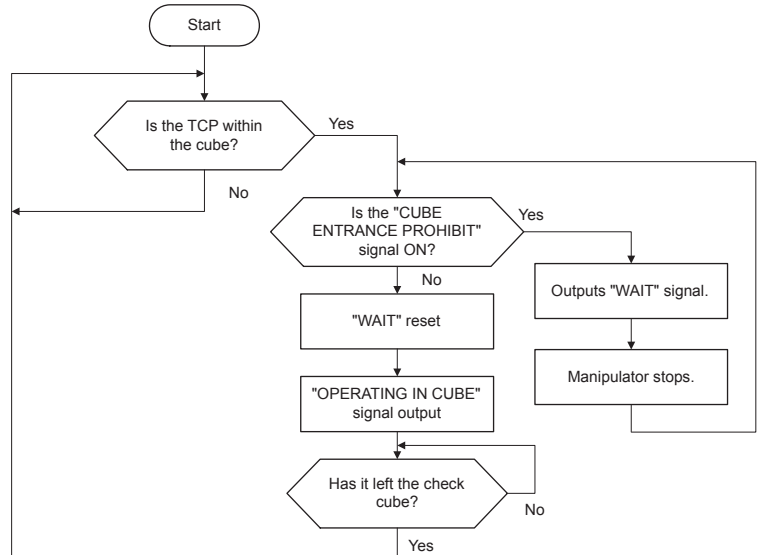 Start
Is the TCP within
the cube?
Yes
No
Is the "CUBE
ENTRANCE PROHIBIT"
signal ON?
Yes
No
Outputs "WAIT" signal.
"WAIT" reset
Manipulator stops.
"OPERATING IN CUBE"
signal output
Has it left the check
cube?
No
Yes